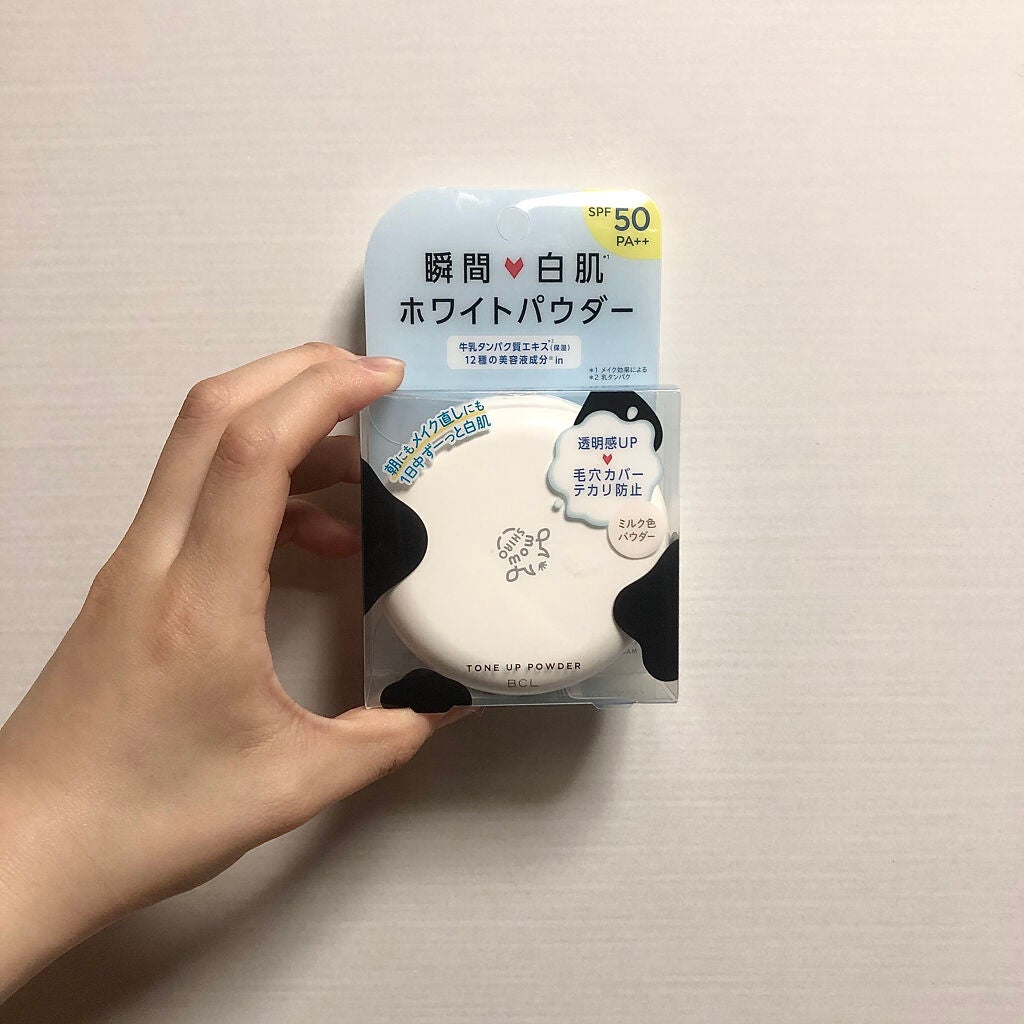 SPF 50
PA++
瞬間♥白肌*1
ホワイトパウダー
牛乳タンパク質エキス*2(保湿)
12種の美容液成分※in
*1 メイク効果による
*2 乳タンパク
朝にもメイク直しにも
1日中ずーっと白肌
透明感UP
♥
毛穴カバー
テカリ防止
ミルク色
パウダー
momo
SHIRO
TONE UP POWDER
BCL